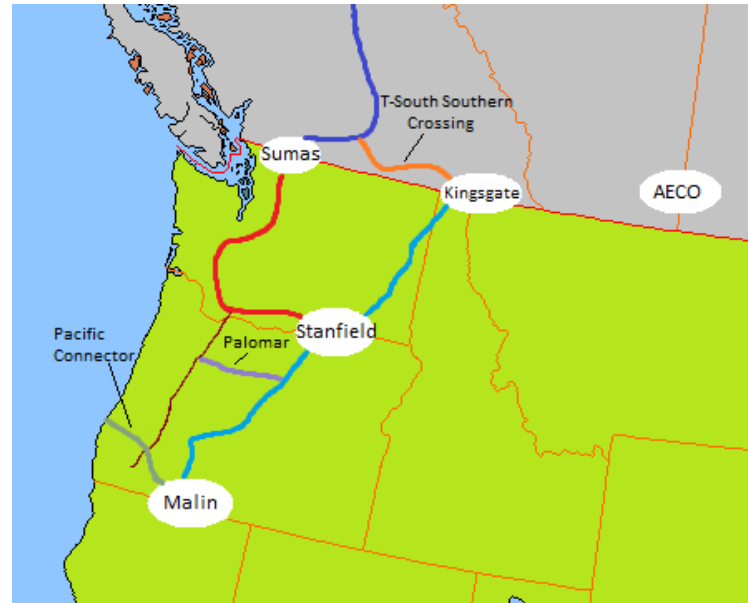 T-South Southern
Crossing
Sumas
Kingsgate
AECO
Stanfield
Pacific
Connector
Palomar
Malin